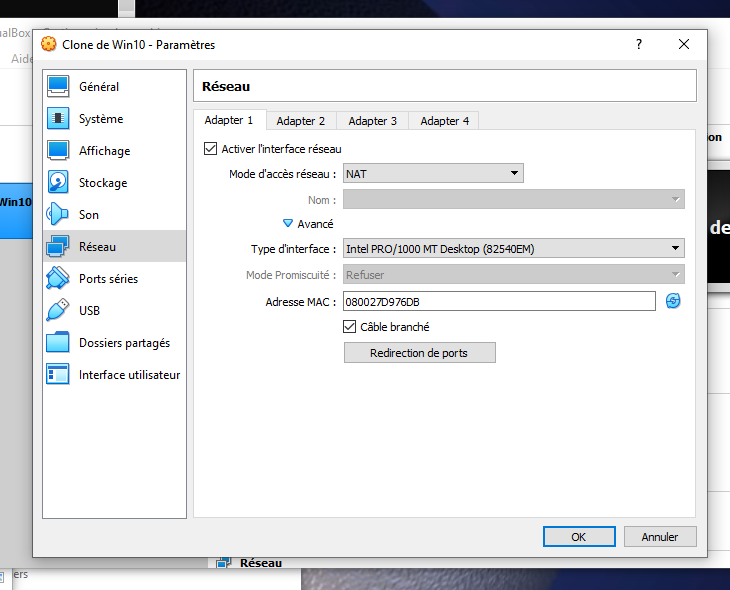 Clone de Win10 - Paramètres
?
Aide
Général
Système
Affichage
Stockage
Son
Réseau
Ports séries
USB
Dossiers partagés
Interface utilisateur
Réseau
Adapter 1 Adapter 2 Adapter 3 Adapter 4
Activer l'interface réseau
Mode d'accès réseau : NAT
Nom :
Avancé
Type d'interface : Intel PRO/1000 MT Desktop (82540EM)
Mode Promiscuité : Refuser
Adresse MAC : 080027D976DB
Câble branché
Redirection de ports
OK Annuler
Win10
on
de
Réseau
ers